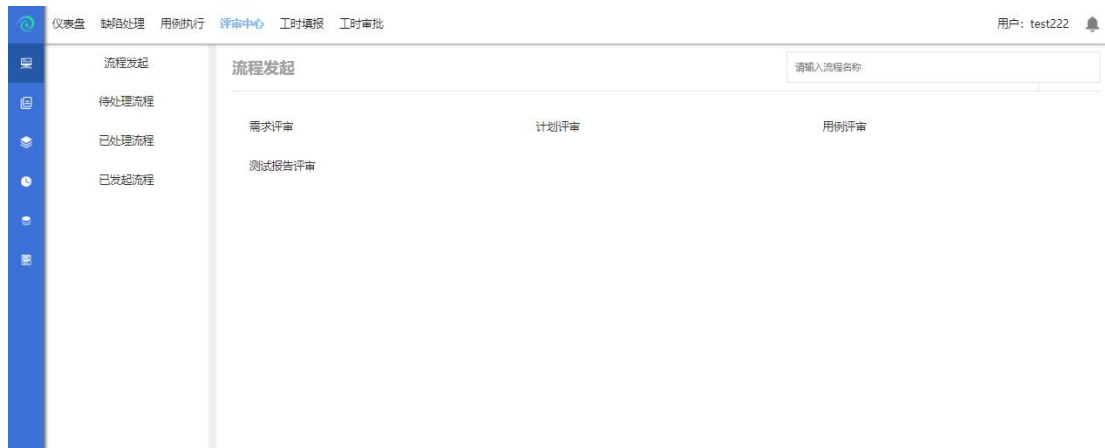 仪表盘 缺陷处理 用例执行 评审中心 工时填报 工时审批 用户：test222
流程发起
待处理流程
已处理流程
已发起流程
流程发起 请输入流程名称
需求评审 计划评审 用例评审
测试报告评审